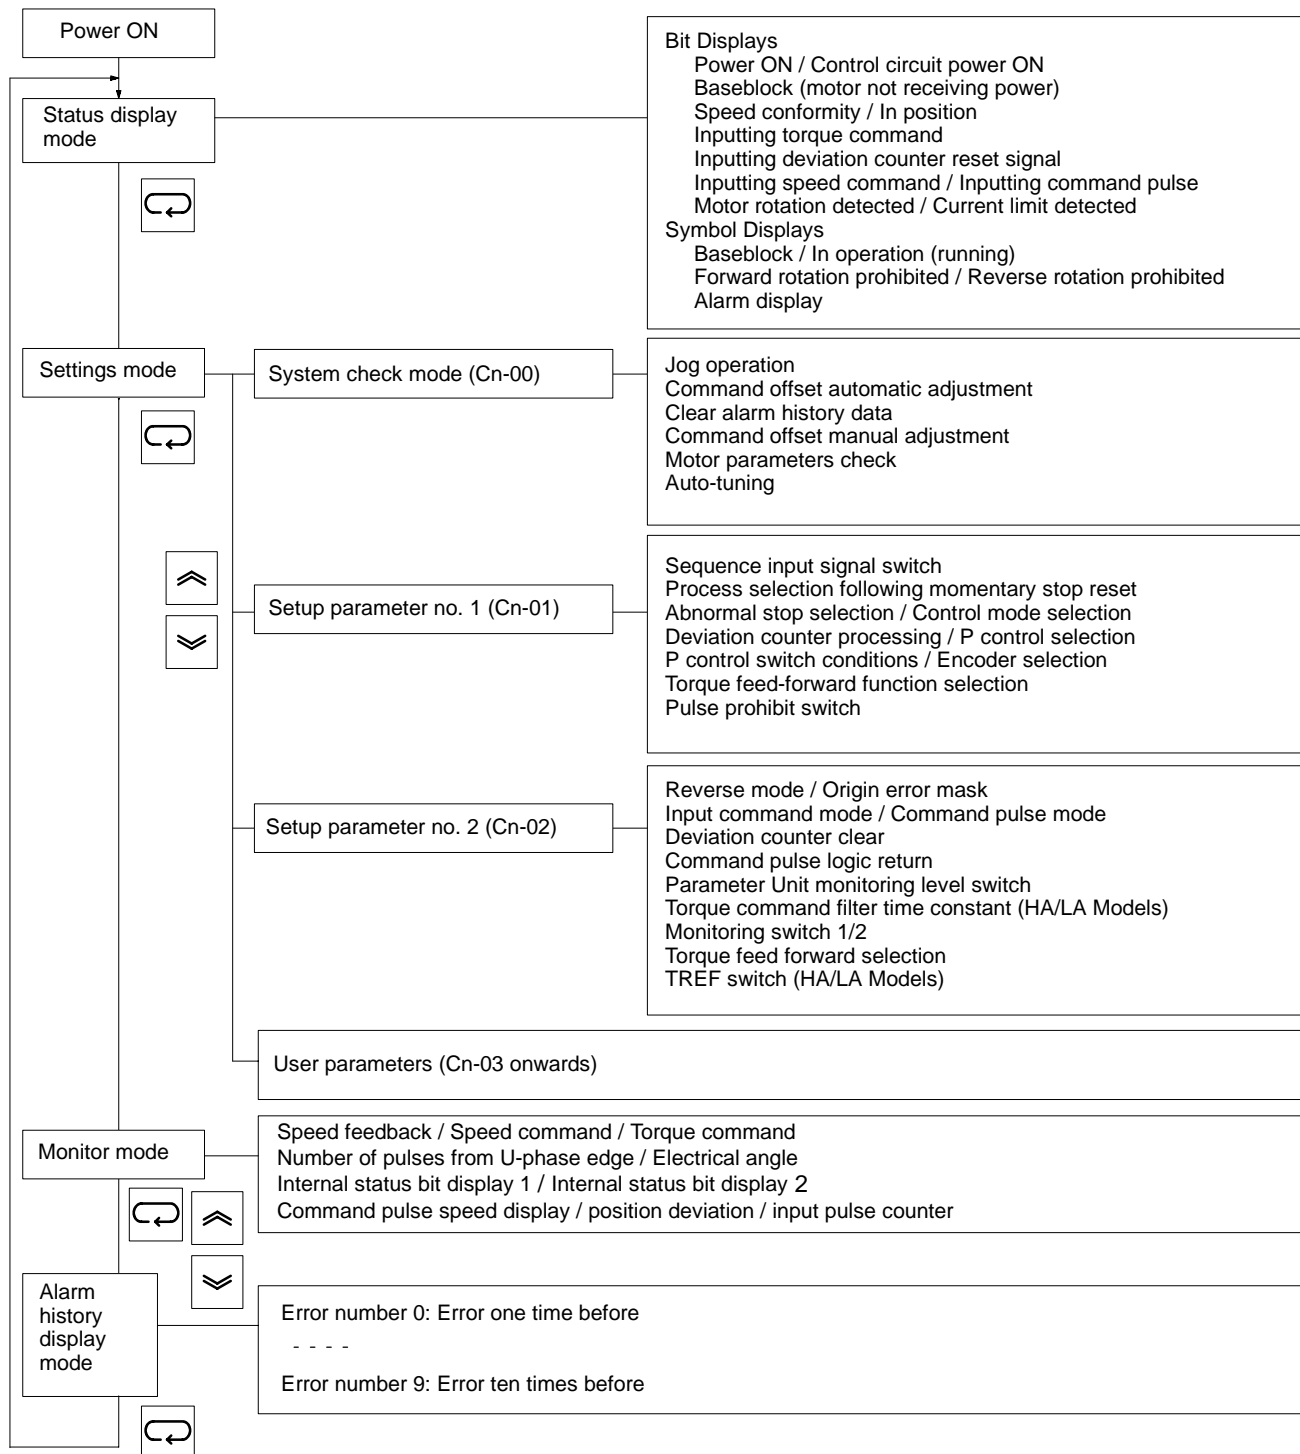 Power ON
Status display
mode
Bit Displays
Power ON / Control circuit power ON
Baseblock (motor not receiving power)
Speed conformity / In position
Inputting torque command
Inputting deviation counter reset signal
Inputting speed command / Inputting command pulse
Motor rotation detected / Current limit detected
Symbol Displays
Baseblock / In operation (running)
Forward rotation prohibited / Reverse rotation prohibited
Alarm display
Settings mode
System check mode (Cn-00)
Jog operation
Command offset automatic adjustment
Clear alarm history data
Command offset manual adjustment
Motor parameters check
Auto-tuning
Setup parameter no. 1 (Cn-01)
Sequence input signal switch
Process selection following momentary stop reset
Abnormal stop selection / Control mode selection
Deviation counter processing / P control selection
P control switch conditions / Encoder selection
Torque feed-forward function selection
Pulse prohibit switch
Setup parameter no. 2 (Cn-02)
Reverse mode / Origin error mask
Input command mode / Command pulse mode
Deviation counter clear
Command pulse logic return
Parameter Unit monitoring level switch
Torque command filter time constant (HA/LA Models)
Monitoring switch 1/2
Torque feed forward selection
TREF switch (HA/LA Models)
User parameters (Cn-03 onwards)
Monitor mode
Speed feedback / Speed command / Torque command
Number of pulses from U-phase edge / Electrical angle
Internal status bit display 1 / Internal status bit display 2
Command pulse speed display / position deviation / input pulse counter
Alarm
history
display
mode
Error number 0: Error one time before
- - - -
Error number 9: Error ten times before